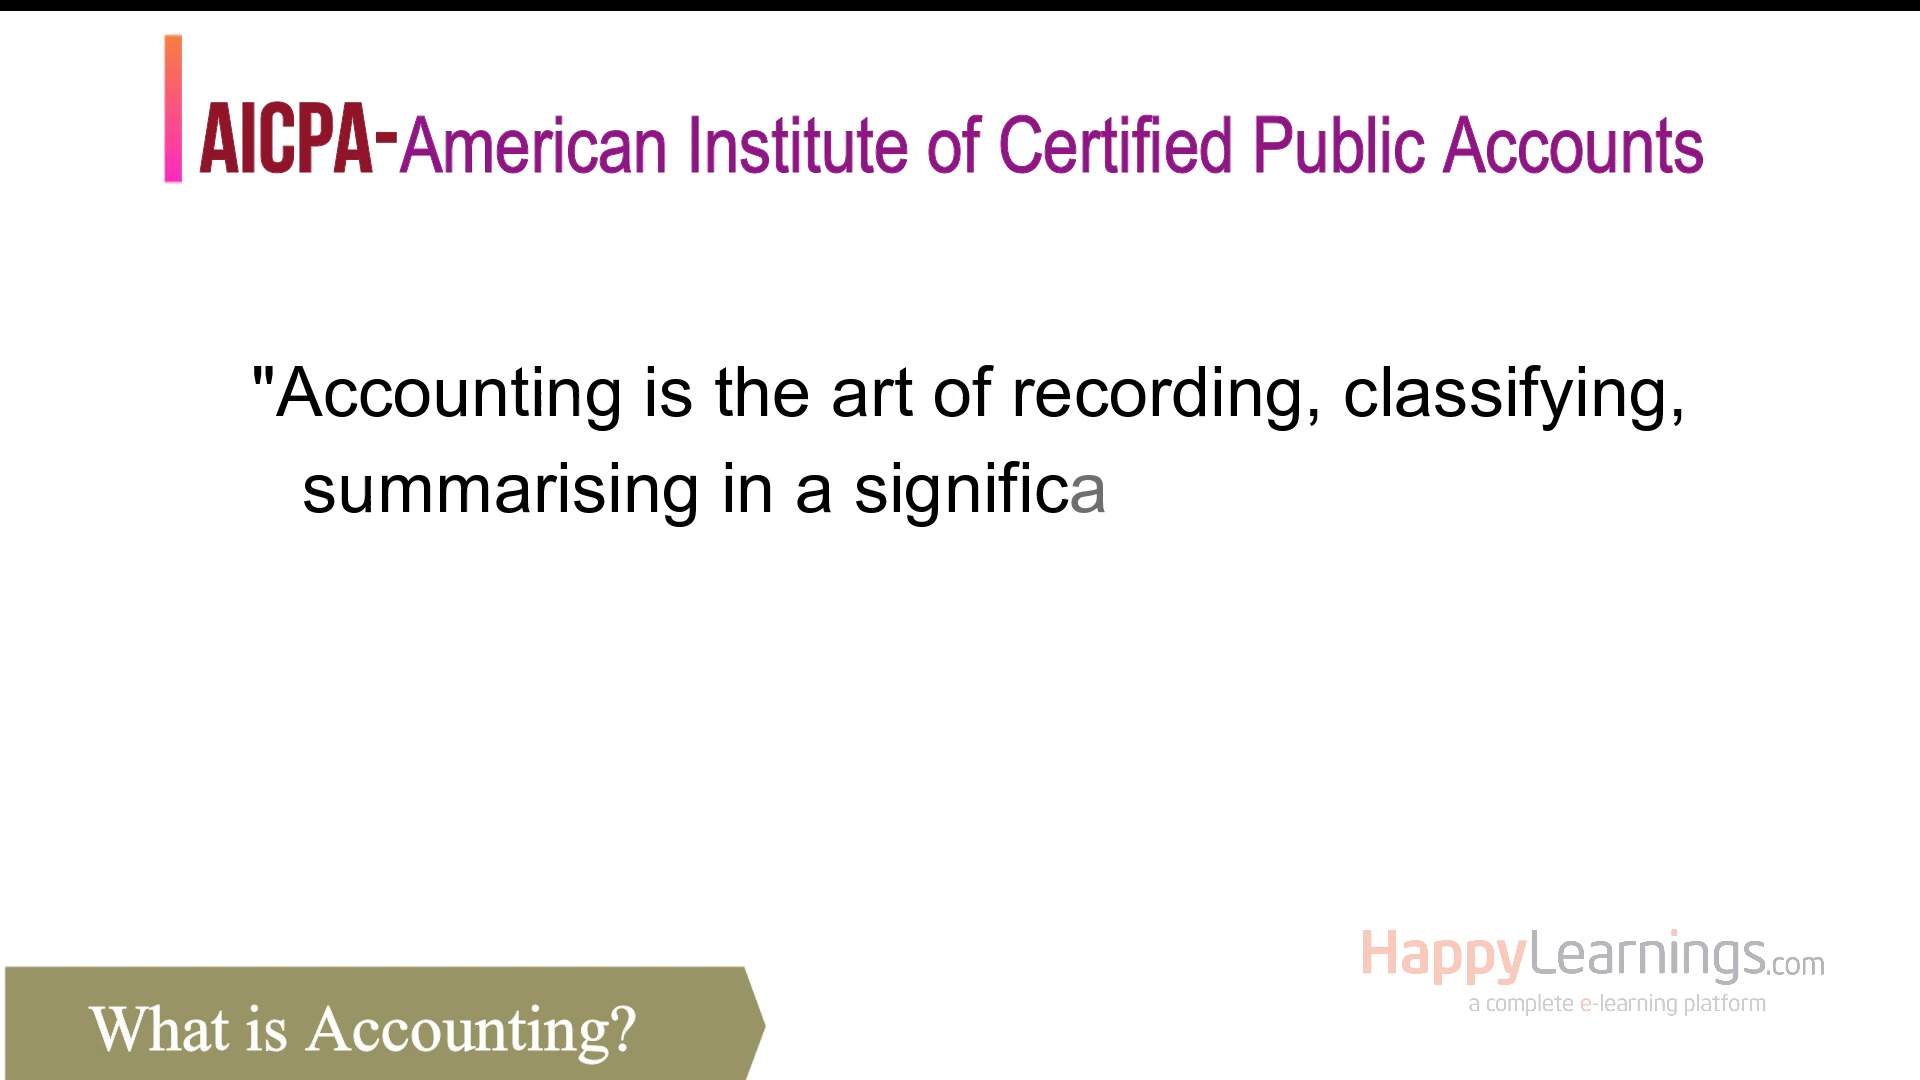 AICPA-American Institute of Certified Public Accounts
"Accounting is the art of recording, classifying,
summarising in a significa
HappyLearnings.com
a complete e-learning platform
What is Accounting?